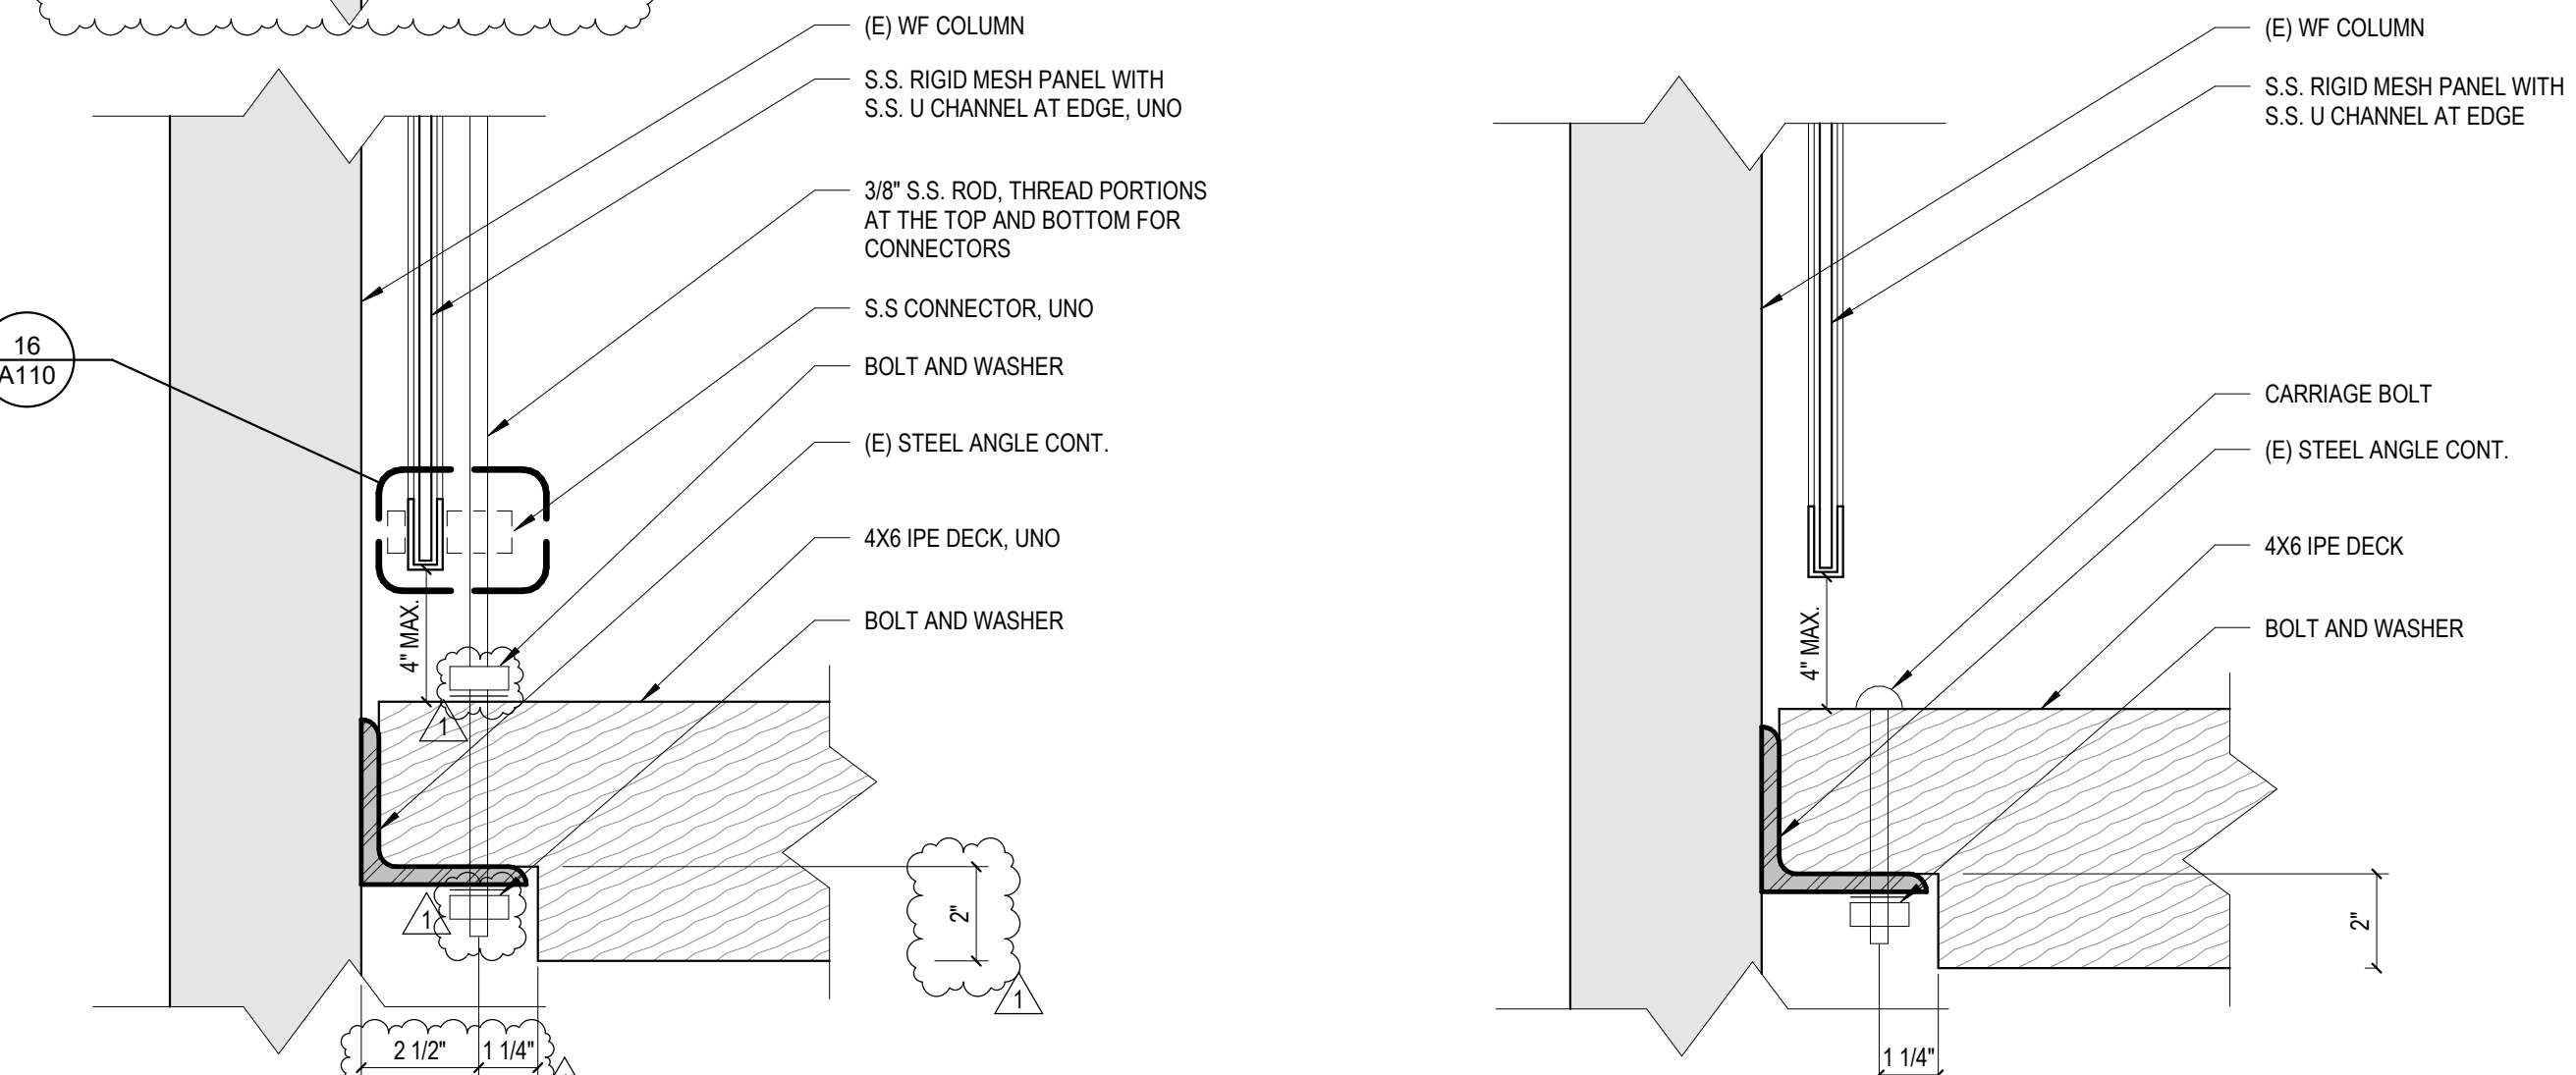 (E) WF COLUMN
S.S. RIGID MESH PANEL WITH
S.S. U CHANNEL AT EDGE, UNO
3/8" S.S. ROD, THREAD PORTIONS
AT THE TOP AND BOTTOM FOR
CONNECTORS
S.S CONNECTOR, UNO
BOLT AND WASHER
(E) STEEL ANGLE CONT.
4X6 IPE DECK, UNO
BOLT AND WASHER
16
A110
4" MAX.
1
1
2"
1
2 1/2"
1 1/4"
(E) WF COLUMN
S.S. RIGID MESH PANEL WITH
S.S. U CHANNEL AT EDGE
CARRIAGE BOLT
(E) STEEL ANGLE CONT.
4X6 IPE DECK
BOLT AND WASHER
4" MAX.
2"
1 1/4"